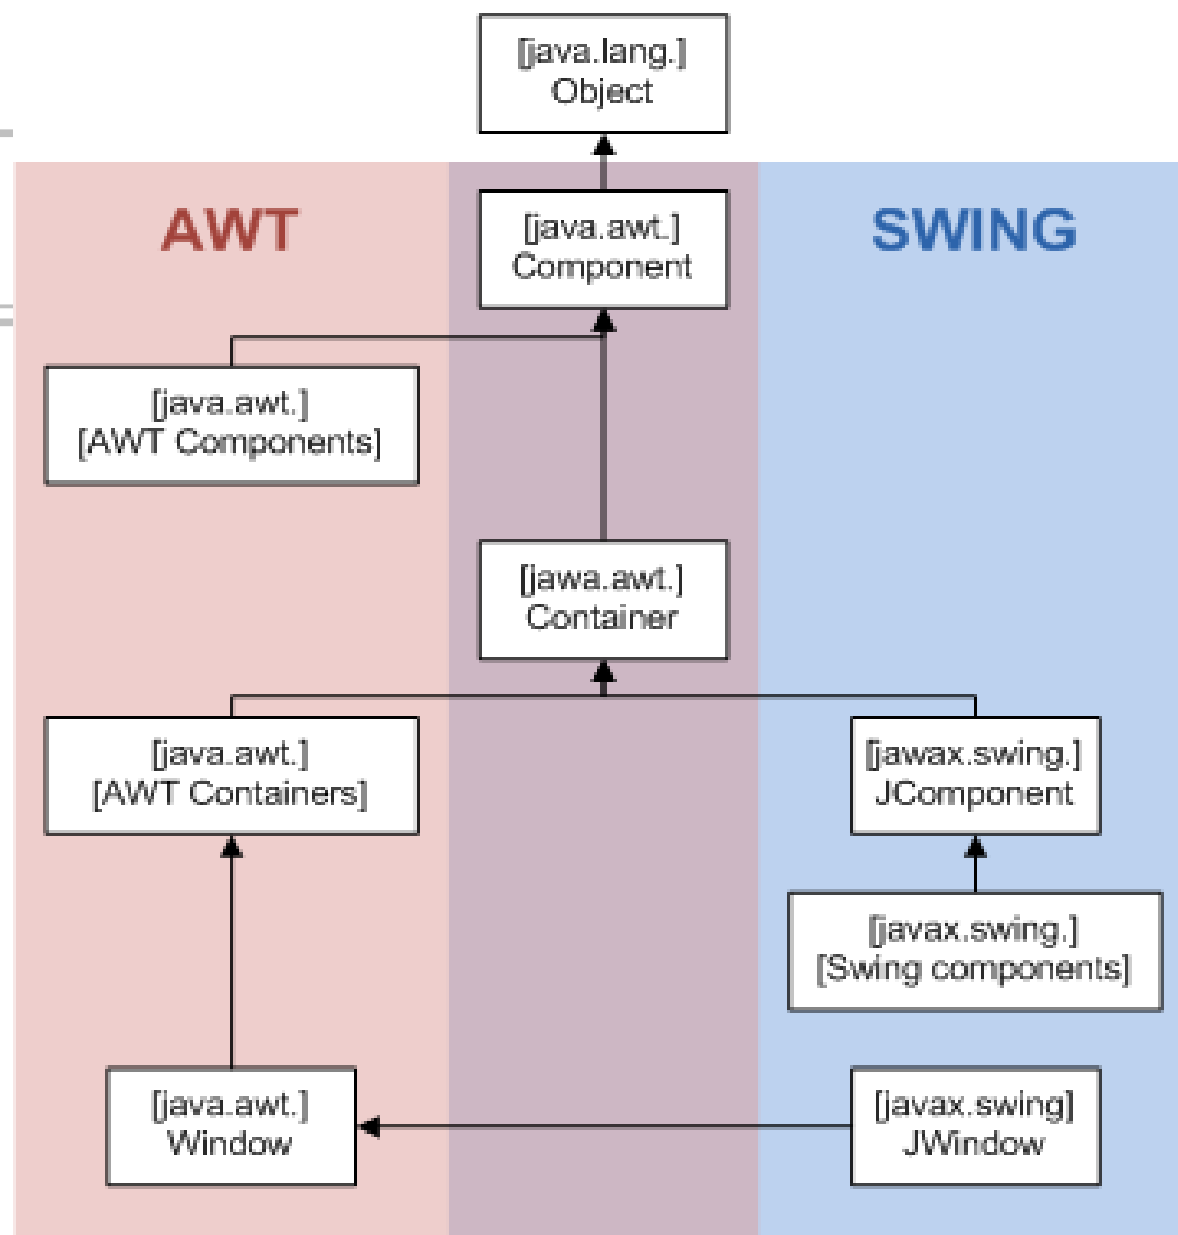 [java.lang.]
Object
AWT
[java.awt.]
Component
SWING
[java.awt.]
[AWT Components]
[jawa.awt.]
Container
[java.awt.]
[AWT Containers]
[jawax.swing.]
JComponent
[javax.swing.]
[Swing components]
[java.awt.]
Window
[javax.swing]
JWindow